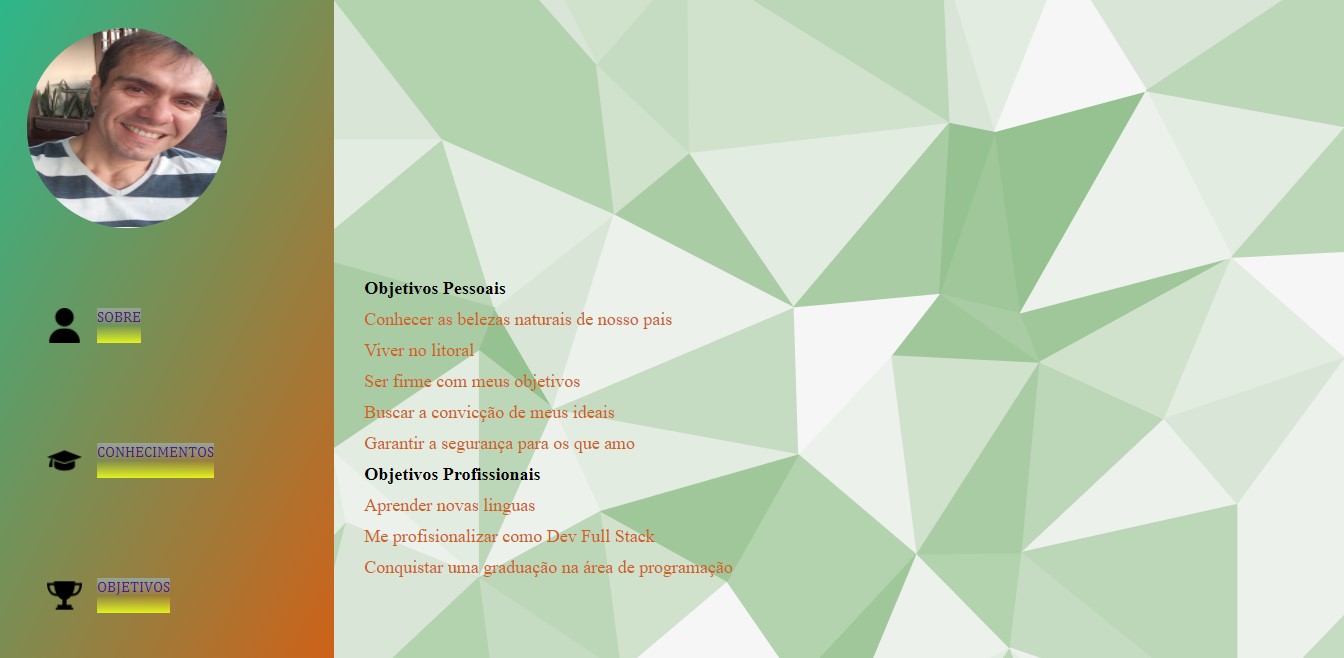 SOBRE
CONHECIMENTOS
OBJETIVOS
Objetivos Pessoais
Conhecer as belezas naturais de nosso pais
Viver no litoral
Ser firme com meus objetivos
Buscar a convicção de meus ideais
Garantir a segurança para os que amo
Objetivos Profissionais
Aprender novas linguas
Me profisionalizar como Dev Full Stack
Conquistar uma graduação na área de programação